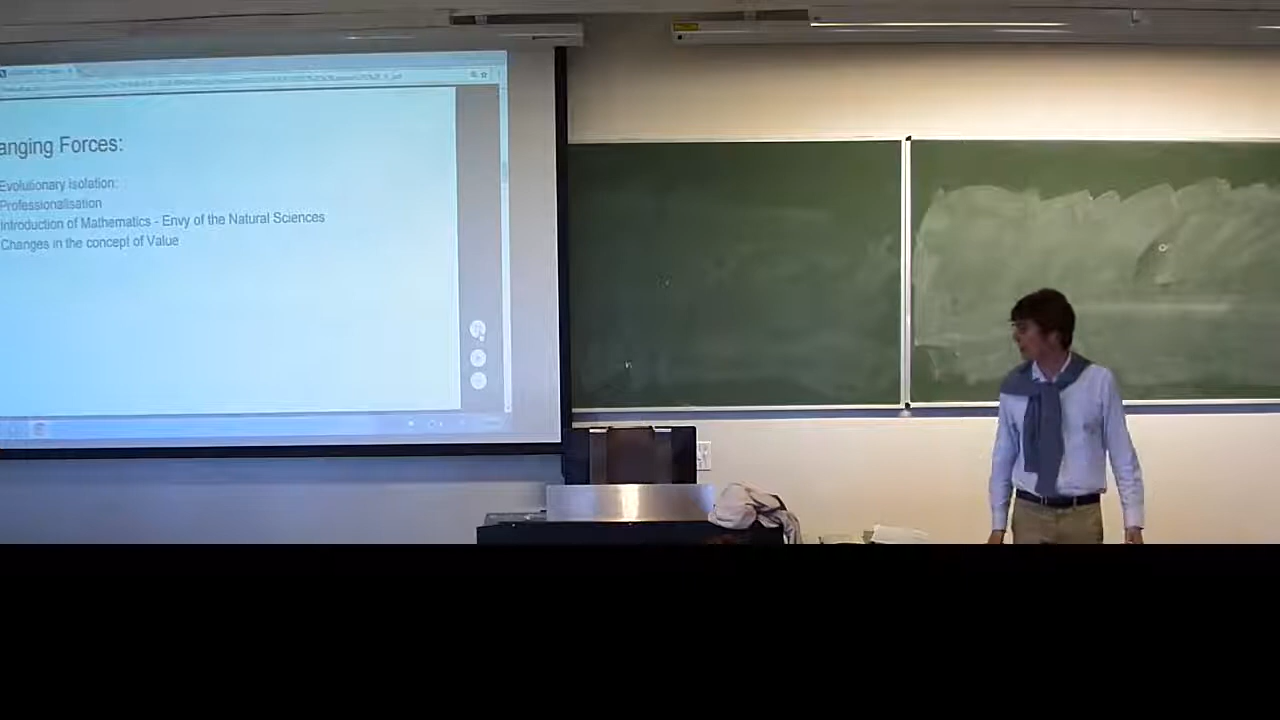 anging Forces:
Evolutionary isolation:
Professionalisation
Introduction of Mathematics - Envy of the Natural Sciences
Changes in the concept of Value